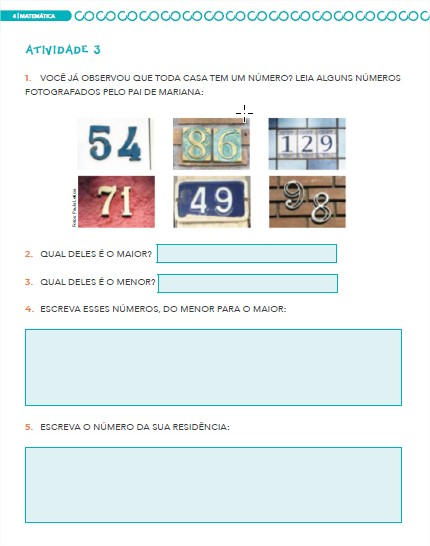 4 | MATEMÁTICA
ATIVIDADE 3
1. VOCÊ JÁ OBSERVOU QUE TODA CASA TEM UM NÚMERO? LEIA ALGUNS NÚMEROS
FOTOGRAFADOS PELO PAI DE MARIANA:
54 86 129
71 49 98
2. QUAL DELES É O MAIOR?
3. QUAL DELES É O MENOR?
4. ESCREVA ESSES NÚMEROS, DO MENOR PARA O MAIOR:
5. ESCREVA O NÚMERO DA SUA RESIDÊNCIA: